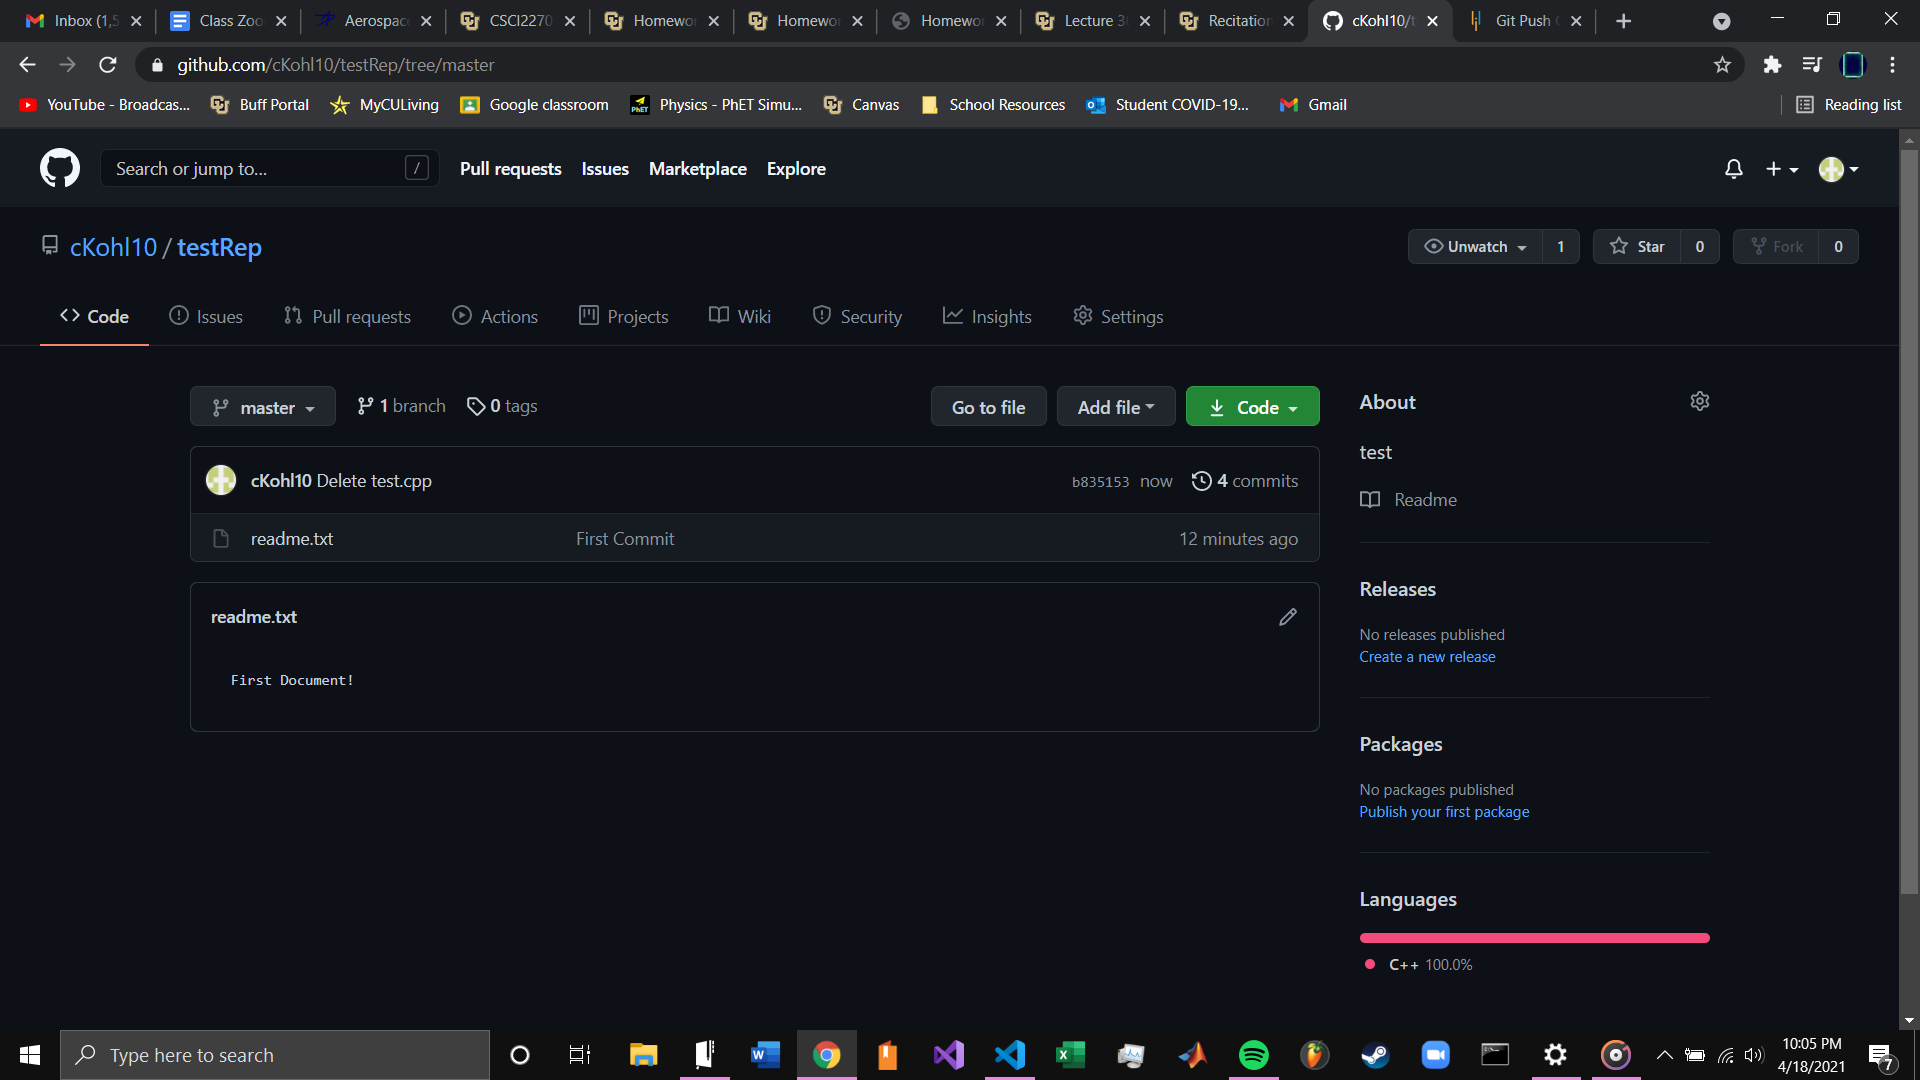 Inbox (1,5
Class Zoo
Aerospac
CSCI2270
Homewor
Homewor
Homewor
Lecture 3
Recitation
cKohl10/t
Git Push
github.com/cKohl10/testRep/tree/master
YouTube - Broadcas...
Buff Portal
MyCULiving
Google classroom
Physics - PhET Simu...
Canvas
School Resources
Student COVID-19...
Gmail
Reading list
Search or jump to...
/
Pull requests
Issues
Marketplace
Explore
cKohl10 / testRep
Unwatch 1
Star 0
Fork 0
Code
Issues
Pull requests
Actions
Projects
Wiki
Security
Insights
Settings
master
1 branch
0 tags
Go to file
Add file
Code
cKohl10 Delete test.cpp
b835153 now
4 commits
readme.txt
First Commit
12 minutes ago
readme.txt
First Document!
About
test
Readme
Releases
No releases published
Create a new release
Packages
No packages published
Publish your first package
Languages
C++ 100.0%
Type here to search
10:05 PM
4/18/2021
7